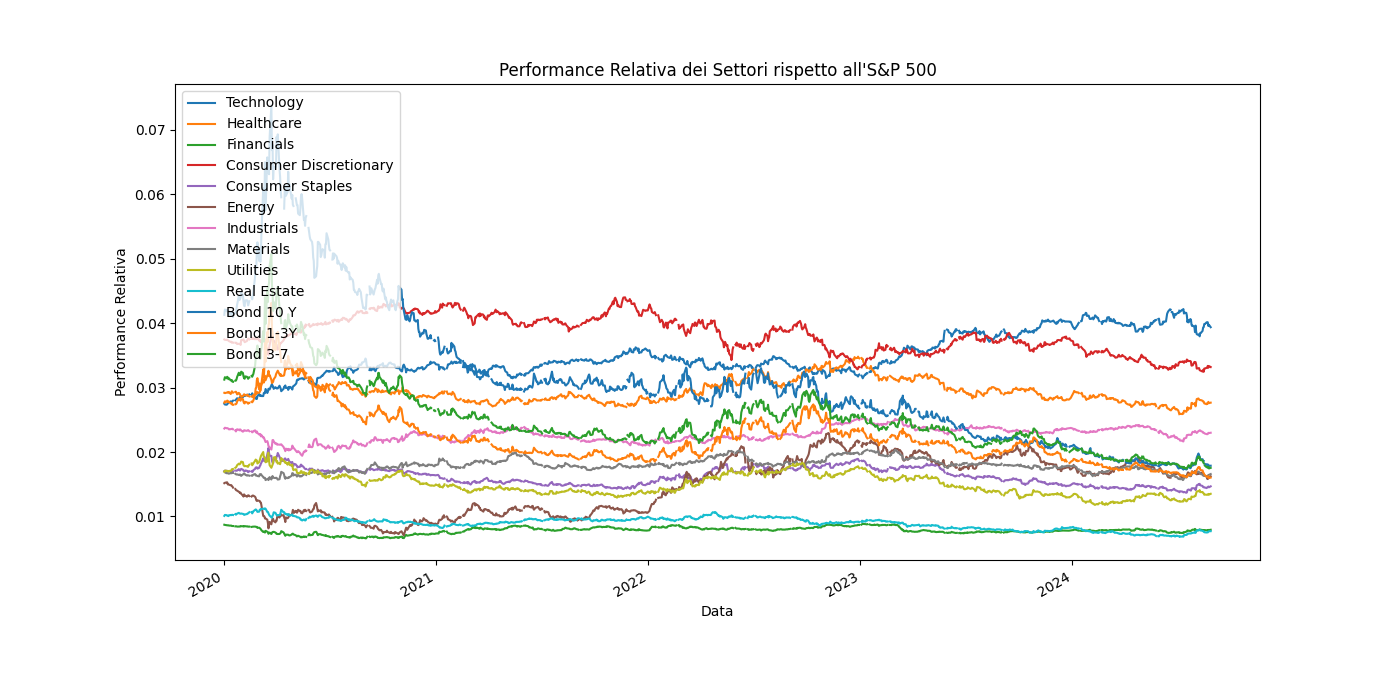 Performance Relativa dei Settori rispetto all'S&P 500
Technology
Healthcare
Financials
Consumer Discretionary
Consumer Staples
Energy
Industrials
Materials
Utilities
Real Estate
Bond 10 Y
Bond 1-3Y
Bond 3-7
Performance Relativa
0.07
0.06
0.05
0.04
0.03
0.02
0.01
2020
2021
2022
2023
2024
Data